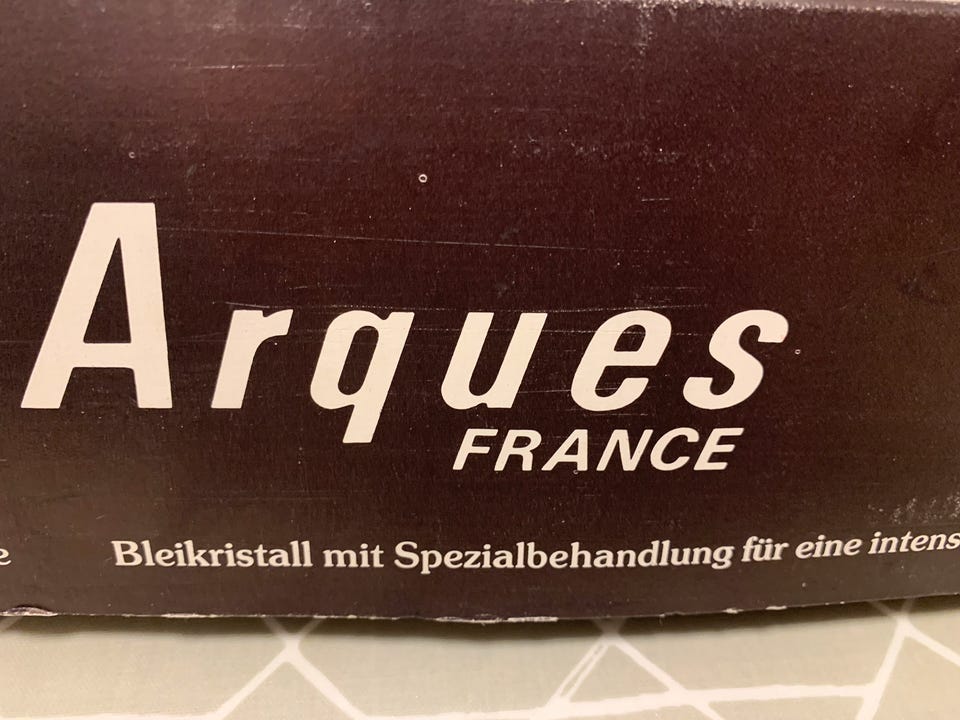 Arques
FRANCE
e Bleikristall mit Spezialbehandlung für eine intens